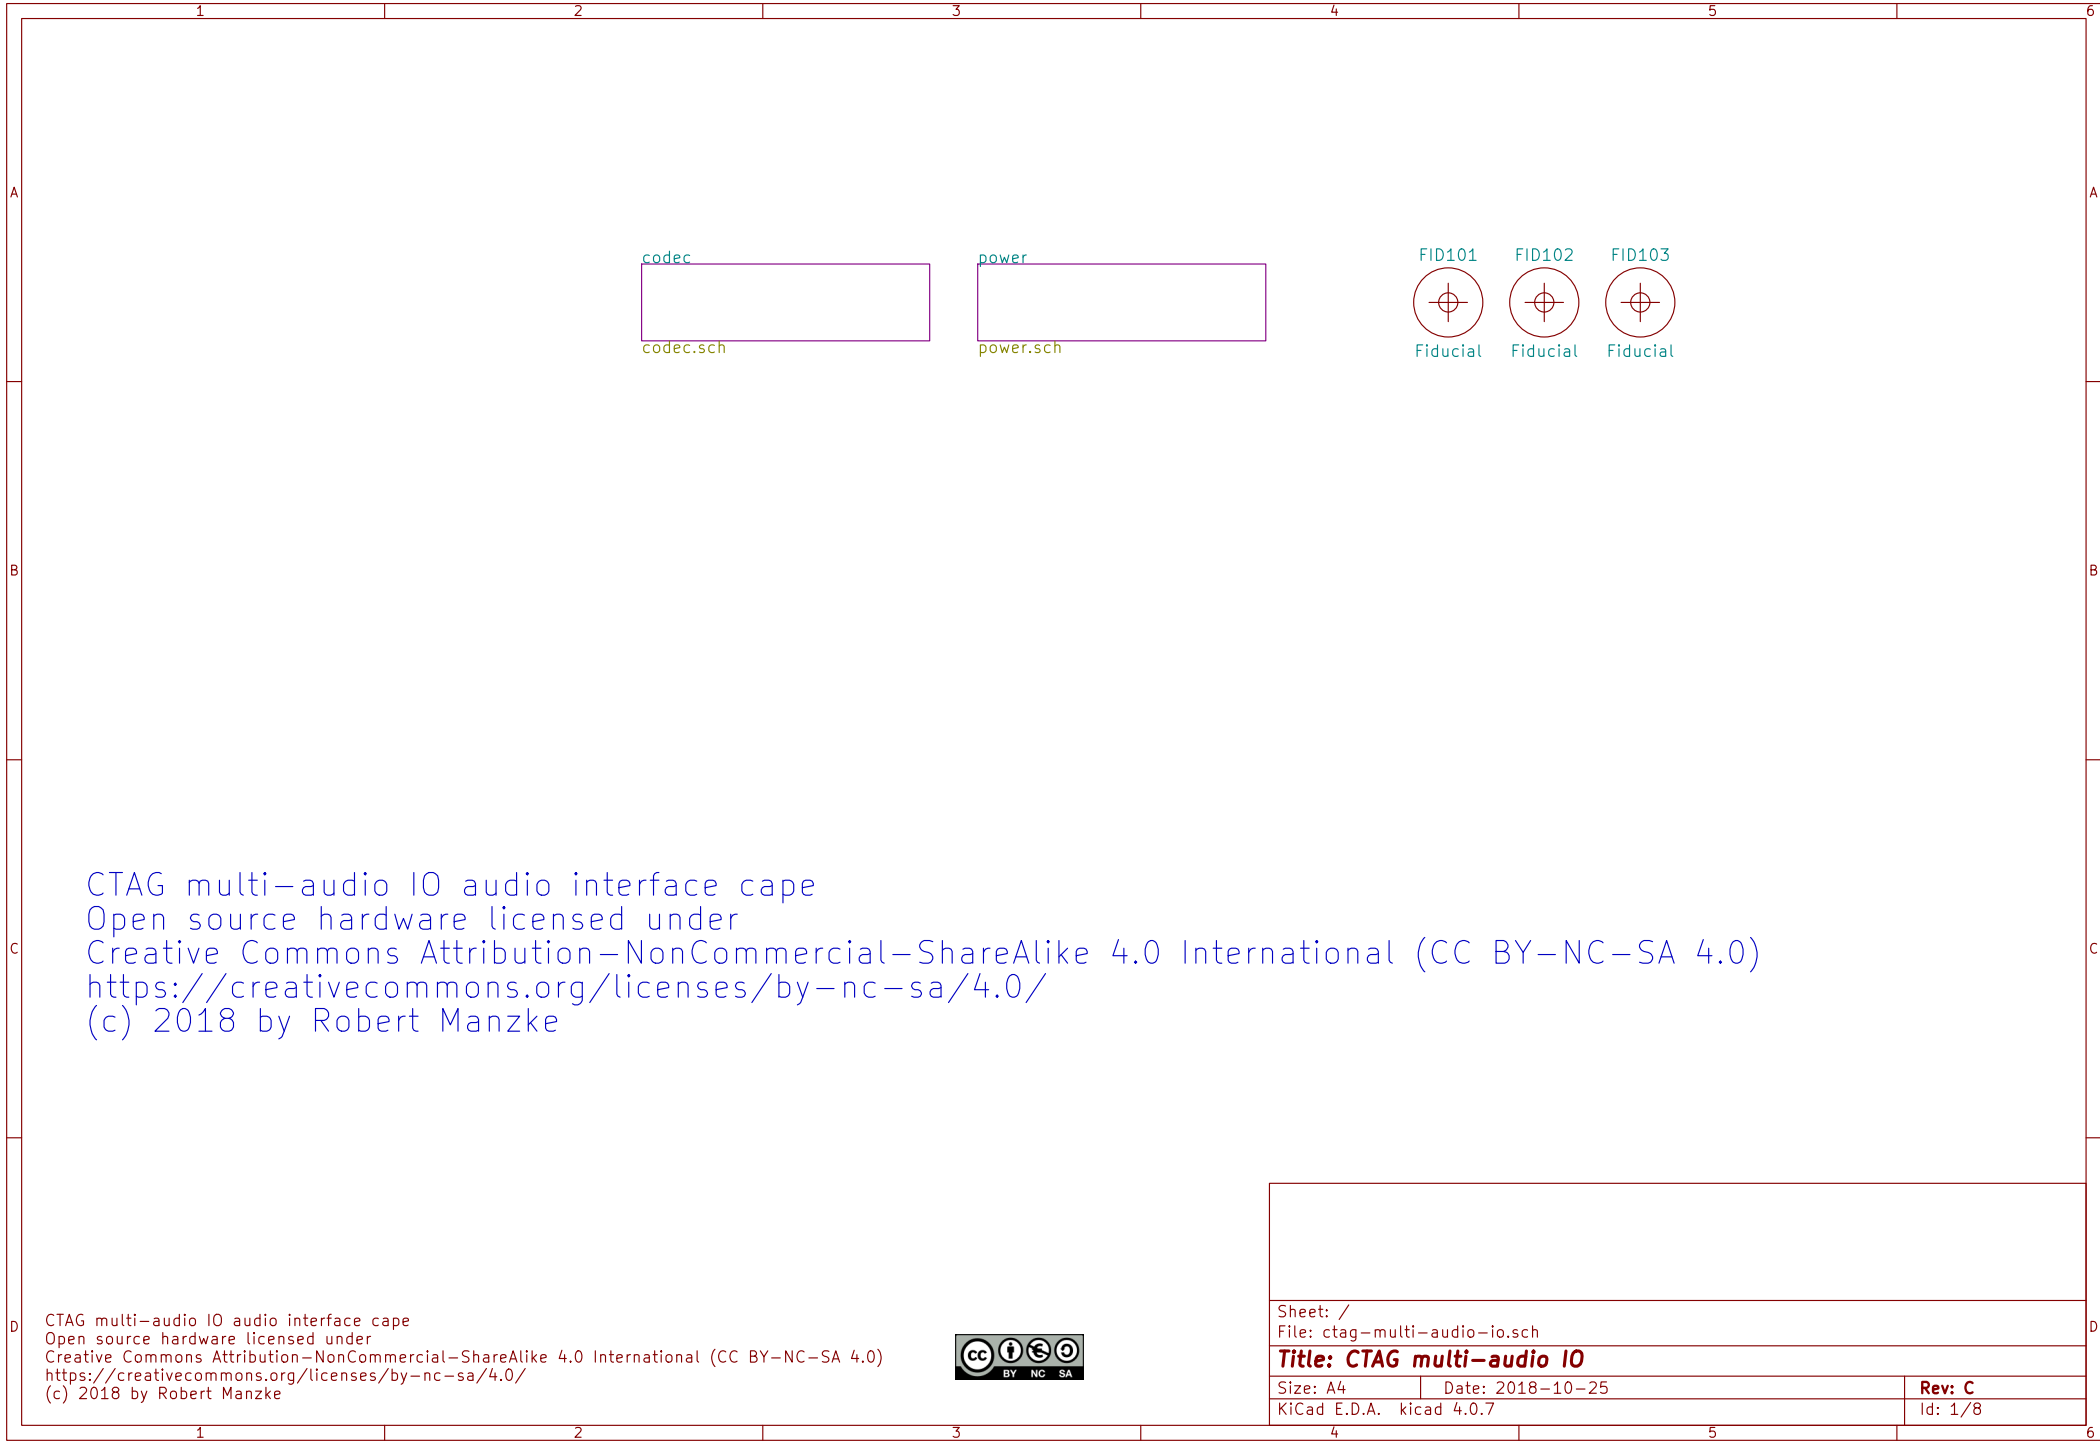 1 2 3 4 5 6
A A
codec power FID101 FID102 FID103
codec.sch power.sch Fiducial Fiducial Fiducial
B B
CTAG multi-audio IO audio interface cape
Open source hardware licensed under
Creative Commons Attribution-NonCommercial-ShareAlike 4.0 International (CC BY-NC-SA 4.0)
https://creativecommons.org/licenses/by-nc-sa/4.0/
(c) 2018 by Robert Manzke
C C
Sheet: /
File: ctag-multi-audio-io.sch
Title: CTAG multi-audio IO
Size: A4 Date: 2018-10-25 Rev: C
KiCad E.D.A. kicad 4.0.7 Id: 1/8
D D
CTAG multi-audio IO audio interface cape
Open source hardware licensed under
Creative Commons Attribution-NonCommercial-ShareAlike 4.0 International (CC BY-NC-SA 4.0)
https://creativecommons.org/licenses/by-nc-sa/4.0/
(c) 2018 by Robert Manzke
cc BY NC SA
1 2 3 4 5 6